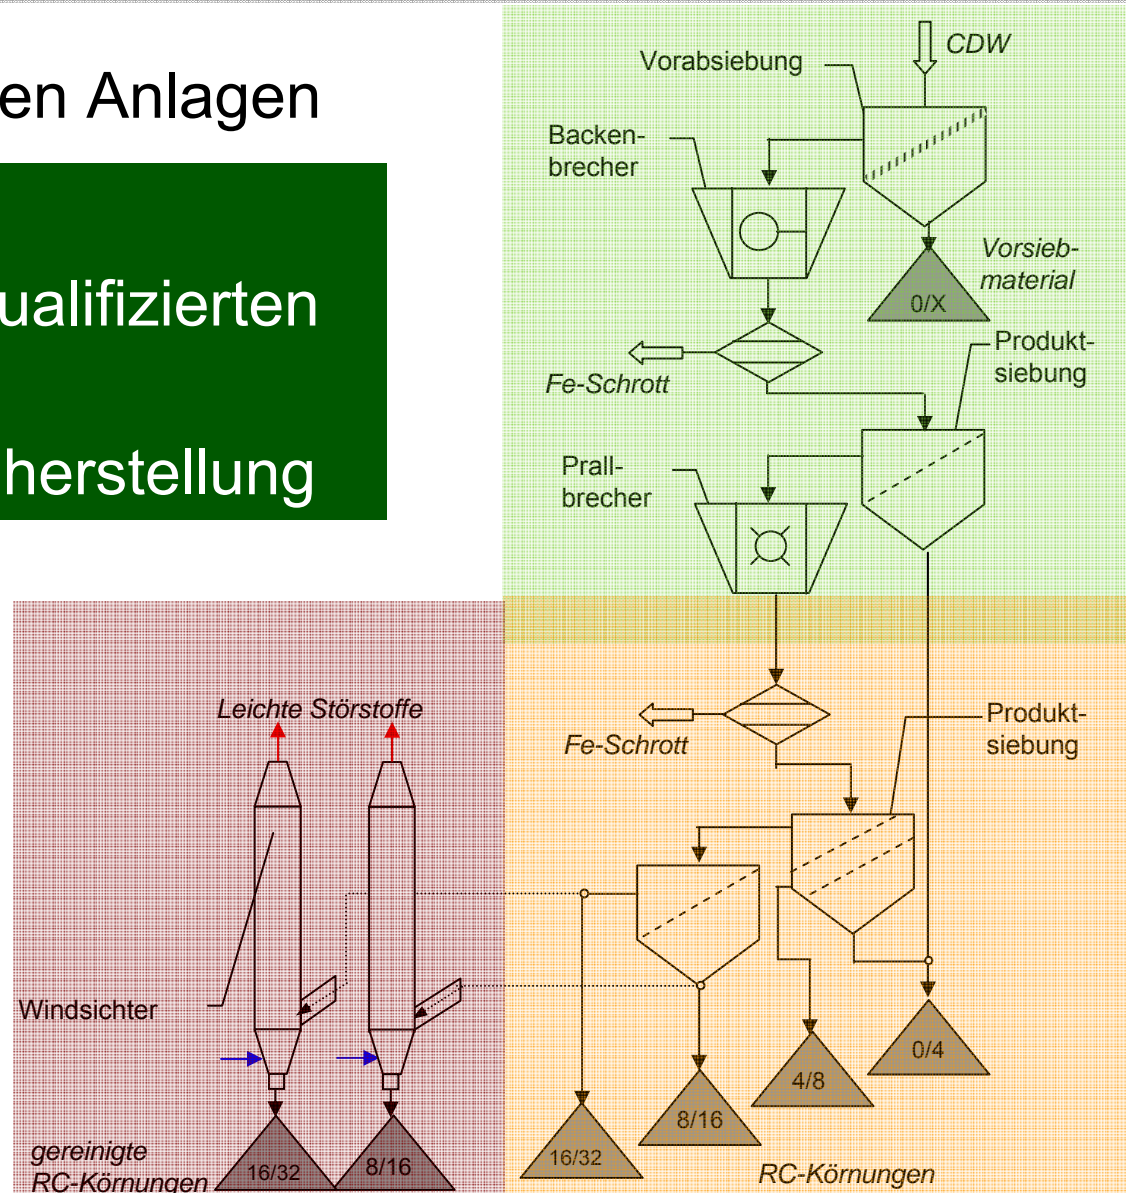 en Anlagen
ualifizierten
herstellung
CDW
Vorabsiebung
Backen-
brecher
Vorsieb-
material
0/X
Produkt-
siebung
Fe-Schrott
Prall-
brecher
Leichte Störstoffe
Fe-Schrott
Produkt-
siebung
Windsichter
0/4
4/8
8/16
16/32
RC-Körnungen
gereinigte
RC-Körnungen
16/32
8/16